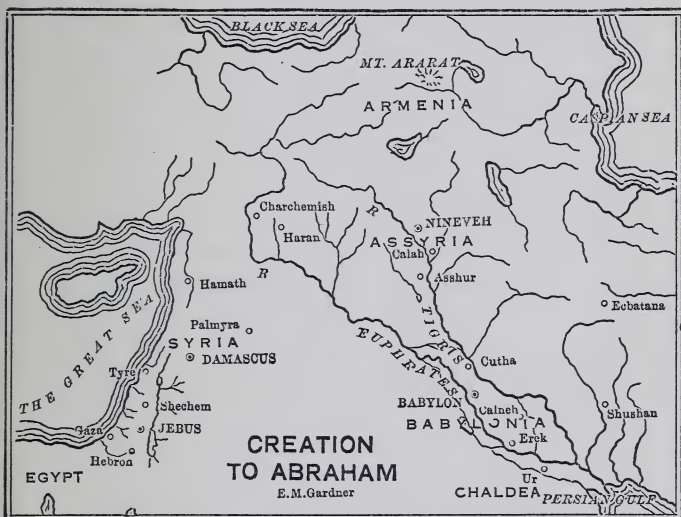 BLACK SEA
MT. ARARAT
ARMENIA
CASPIAN SEA
Charchemish
R
NINEVEH
Haran
ASSYRIA
Calah
R
Asshur
Hamath
Ecbatana
THE GREAT SEA
Palmyra
TIGRIS
SYRIA
EUPHRATES
DAMASCUS
Cutha
Tyre
BABYLON
Shechem
Calneh
Shushan
JEBUS
BABYLONIA
Gaza
Erek
Hebron
CREATION
TO ABRAHAM
E.M.Gardner
EGYPT
Ur
CHALDEA
PERSIAN GULF